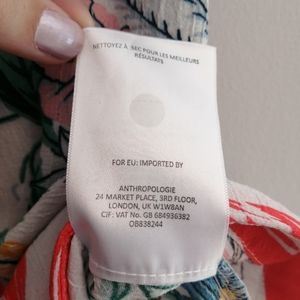 NETTOYEZ À SEC POUR LES MEILLEURS
RÉSULTATS
FOR EU: IMPORTED BY
ANTHROPOLOGIE
24 MARKET PLACE, 3RD FLOOR,
LONDON, UK W1W8AN
CIF: VAT No. GB 684936382
OB838244